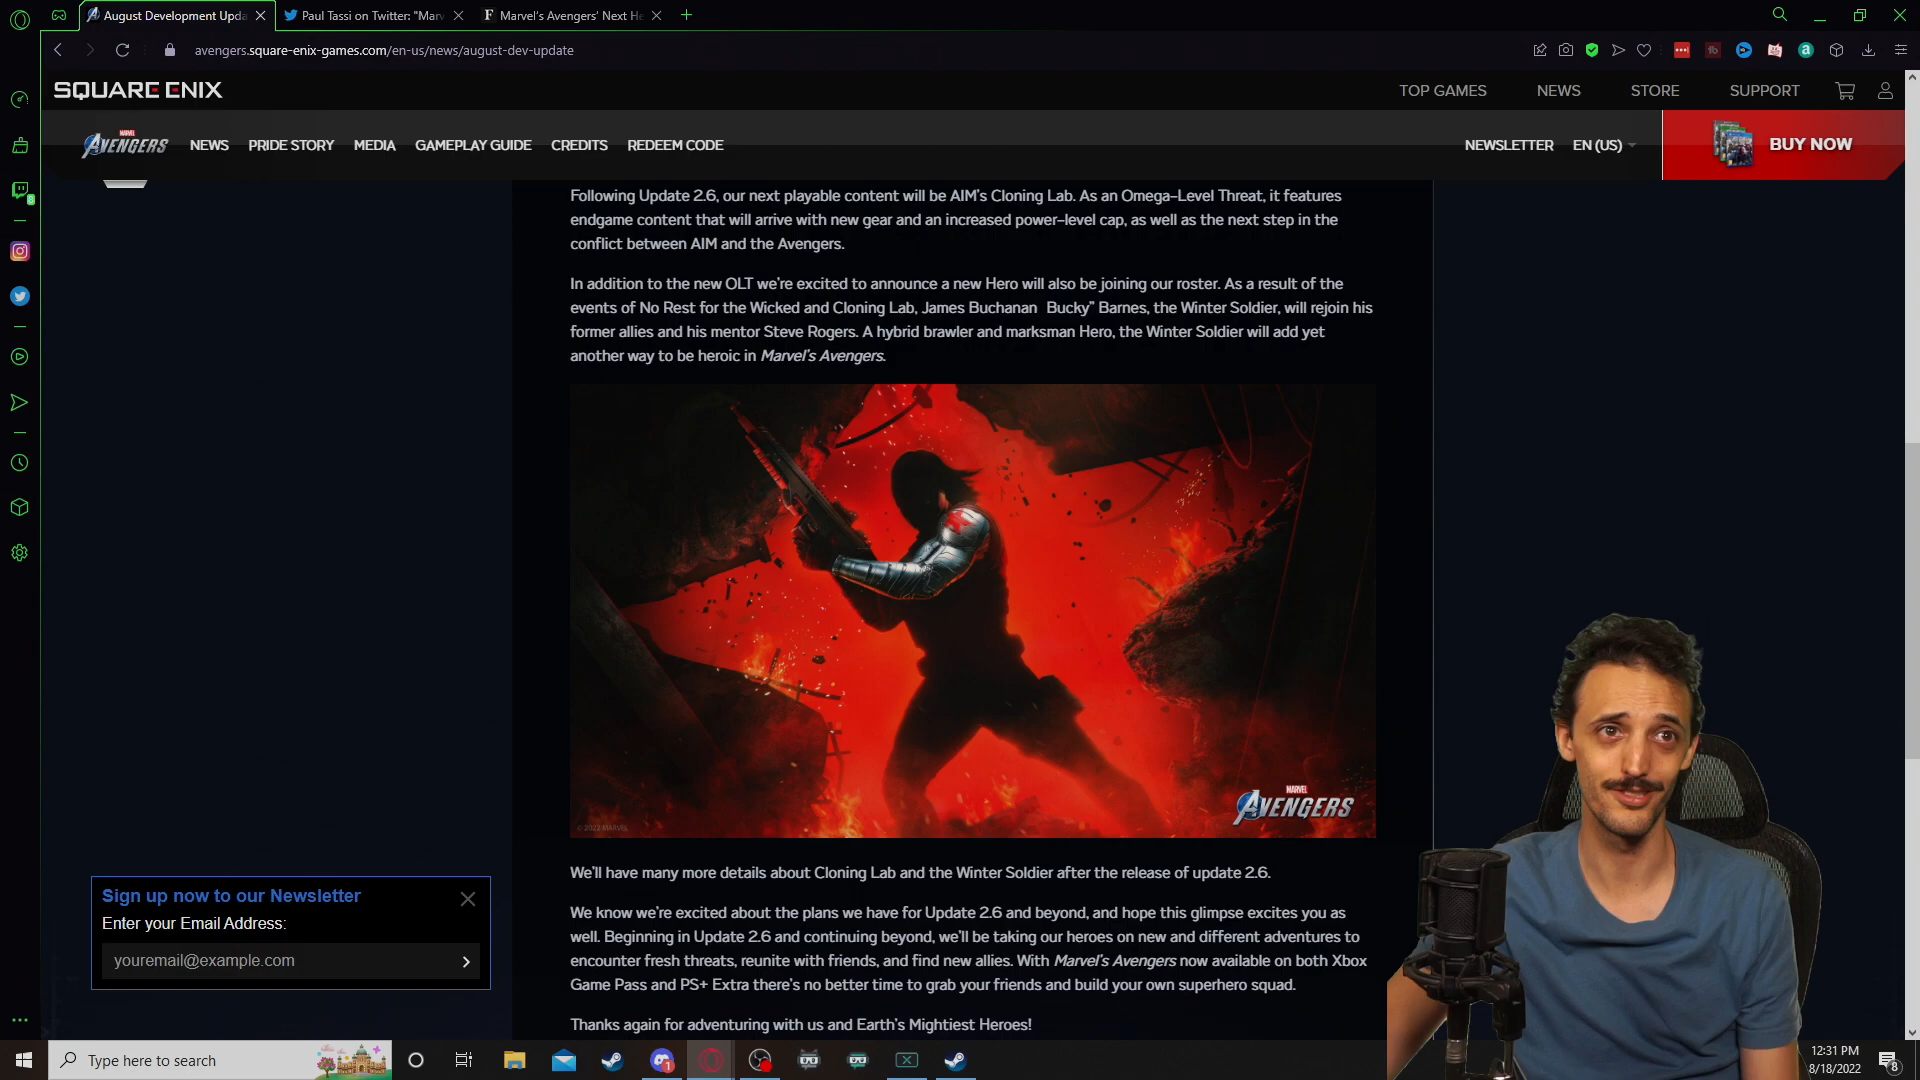 August Development Upda
Paul Tassi on Twitter: "Marv
Marvel's Avengers' Next He
avengers.square-enix-games.com/en-us/news/august-dev-update
SQUARE ENIX
TOP GAMES
NEWS
STORE
SUPPORT
MARVEL
AVENGERS
NEWS
PRIDE STORY
MEDIA
GAMEPLAY GUIDE
CREDITS
REDEEM CODE
NEWSLETTER
EN (US)
BUY NOW
Following Update 2.6, our next playable content will be AIM's Cloning Lab. As an Omega-Level Threat, it features
endgame content that will arrive with new gear and an increased power-level cap, as well as the next step in the
conflict between AIM and the Avengers.
In addition to the new OLT we're excited to announce a new Hero will also be joining our roster. As a result of the
events of No Rest for the Wicked and Cloning Lab, James Buchanan Bucky” Barnes, the Winter Soldier, will rejoin his
former allies and his mentor Steve Rogers. A hybrid brawler and marksman Hero, the Winter Soldier will add yet
another way to be heroic in Marvel's Avengers.
MARVEL
AVENGERS
© 2022 MARVEL
We'll have many more details about Cloning Lab and the Winter Soldier after the release of update 2.6.
We know we're excited about the plans we have for Update 2.6 and beyond, and hope this glimpse excites you as
well. Beginning in Update 2.6 and continuing beyond, we'll be taking our heroes on new and different adventures to
encounter fresh threats, reunite with friends, and find new allies. With Marvel's Avengers now available on both Xbox
Game Pass and PS+ Extra there's no better time to grab your friends and build your own superhero squad.
Thanks again for adventuring with us and Earth's Mightiest Heroes!
Sign up now to our Newsletter
Enter your Email Address:
youremail@example.com
Type here to search
1
12:31 PM
8/18/2022
8